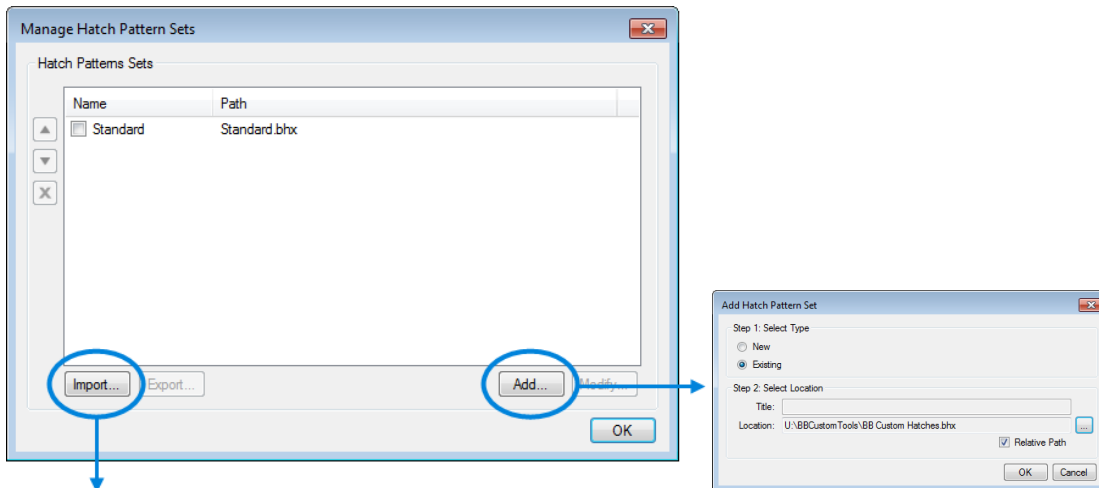 Manage Hatch Pattern Sets
Hatch Patterns Sets
Name Path
Standard Standard.bhx
Import... Export... Add... Modify...
OK
Add Hatch Pattern Set
Step 1: Select Type
New
Existing
Step 2: Select Location
Title:
Location: U:\BBCustomTools\BB Custom Hatches.bhx ...
Relative Path
OK Cancel